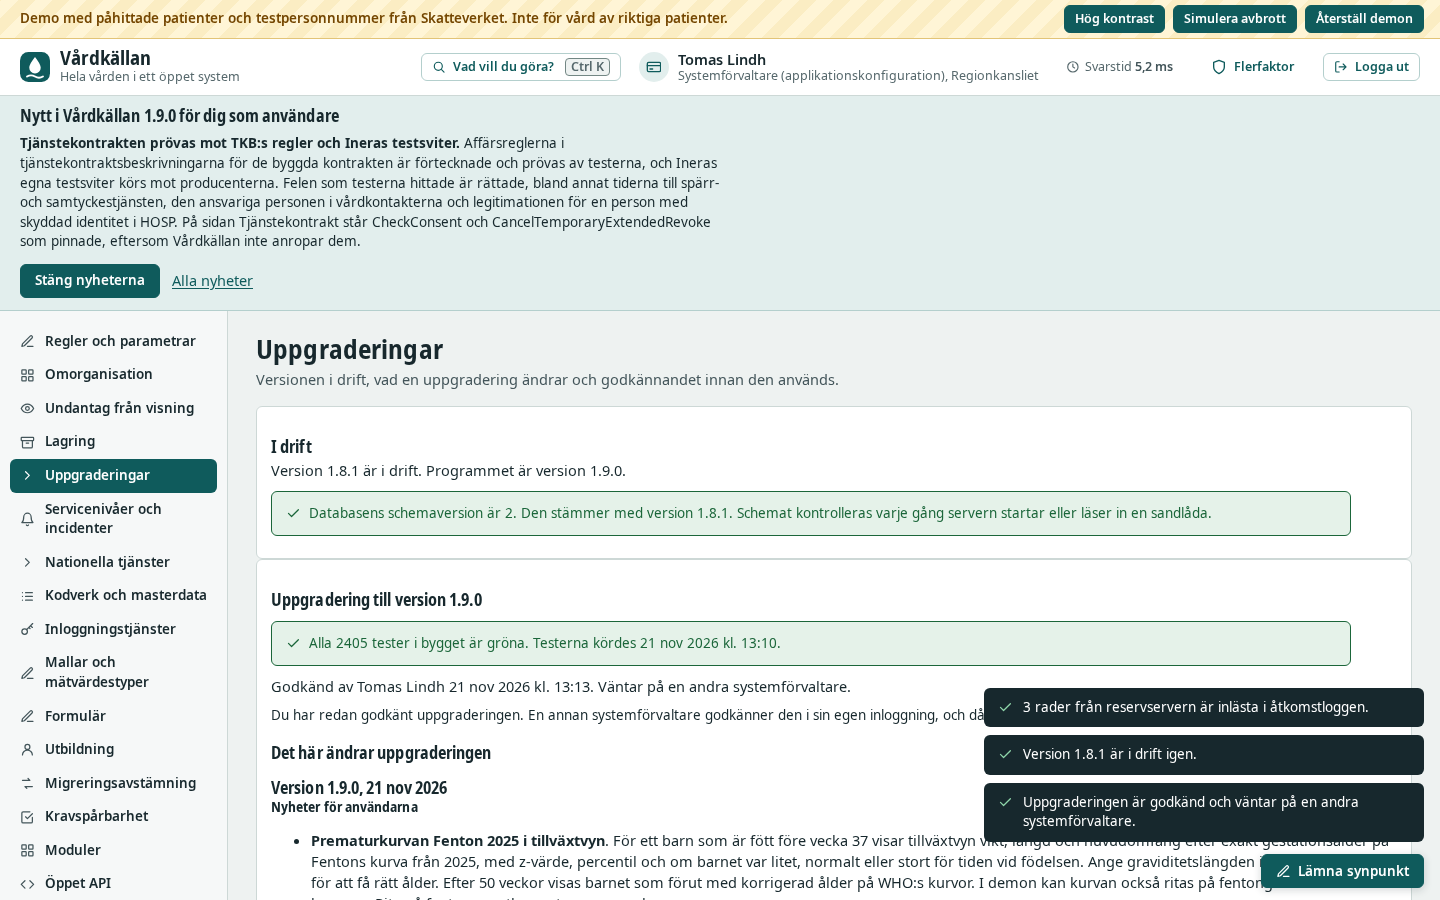 Demo med påhittade patienter och testpersonnummer från Skatteverket. Inte för vård av riktiga patienter.
Hög kontrast
Simulera avbrott
Återställ demon
Vårdkällan
Hela vården i ett öppet system
Vad vill du göra? Ctrl K
Tomas Lindh
Systemförvaltare (applikationskonfiguration), Regionkansliet
Svarstid 5,2 ms
Flerfaktor
Logga ut
Nytt i Vårdkällan 1.9.0 för dig som användare
Tjänstekontrakten prövas mot TKB:s regler och Ineras testsviter. Affärsreglerna i
tjänstekontraktsbeskrivningarna för de byggda kontrakten är förtecknade och prövas av testerna, och Ineras
egna testsviter körs mot producenterna. Felen som testerna hittade är rättade, bland annat tiderna till spärr-
och samtyckestjänsten, den ansvariga personen i vårdkontakterna och legitimationen för en person med
skyddad identitet i HOSP. På sidan Tjänstekontrakt står CheckConsent och CancelTemporaryExtendedRevoke
som pinnade, eftersom Vårdkällan inte anropar dem.
Stäng nyheterna
Alla nyheter
Regler och parametrar
Omorganisation
Undantag från visning
Lagring
Uppgraderingar
Servicenivåer och
incidenter
Nationella tjänster
Kodverk och masterdata
Inloggningstjänster
Mallar och
mätvärdestyper
Formulär
Utbildning
Migreringsavstämning
Kravspårbarhet
Moduler
Öppet API
Uppgraderingar
Versionen i drift, vad en uppgradering ändrar och godkännandet innan den används.
I drift
Version 1.8.1 är i drift. Programmet är version 1.9.0.
Databasens schemaversion är 2. Den stämmer med version 1.8.1. Schemat kontrolleras varje gång servern startar eller läser in en sandlåda.
Uppgradering till version 1.9.0
Alla 2405 tester i bygget är gröna. Testerna kördes 21 nov 2026 kl. 13:10.
Godkänd av Tomas Lindh 21 nov 2026 kl. 13:13. Väntar på en andra systemförvaltare.
Du har redan godkänt uppgraderingen. En annan systemförvaltare godkänner den i sin egen inloggning, och då
Det här ändrar uppgraderingen
Version 1.9.0, 21 nov 2026
Nyheter för användarna
Prematurkurvan Fenton 2025 i tillväxtvyn. För ett barn som är fött före vecka 37 visar tillväxtvyn vikt, längd och huvudomfång efter exakt gestationsålder på
Fentons kurva från 2025, med z-värde, percentil och om barnet var litet, normalt eller stort för tiden vid födelsen. Ange graviditetslängden
för att få rätt ålder. Efter 50 veckor visas barnet som förut med korrigerad ålder på WHO:s kurvor. I demon kan kurvan också ritas på
3 rader från reservservern är inlästa i åtkomstloggen.
Version 1.8.1 är i drift igen.
Uppgraderingen är godkänd och väntar på en andra
systemförvaltare.
Lämna synpunkt